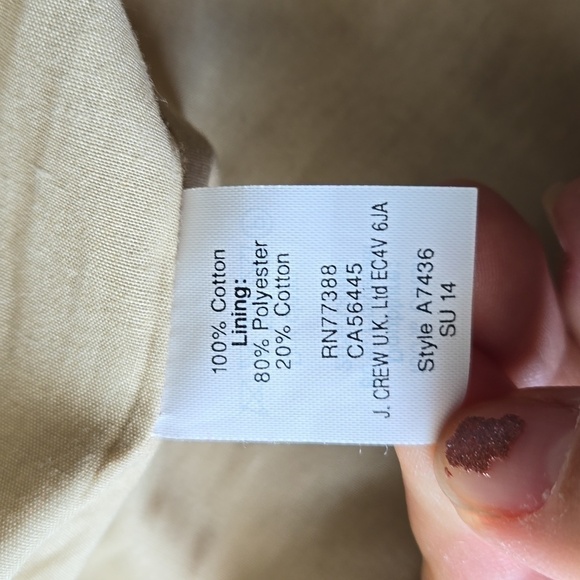 100% Cotton
Lining:
80% Polyester
20% Cotton
RN77388
CA56445
J. CREW U.K. Ltd EC4V 6JA
Style A7436
SU 14